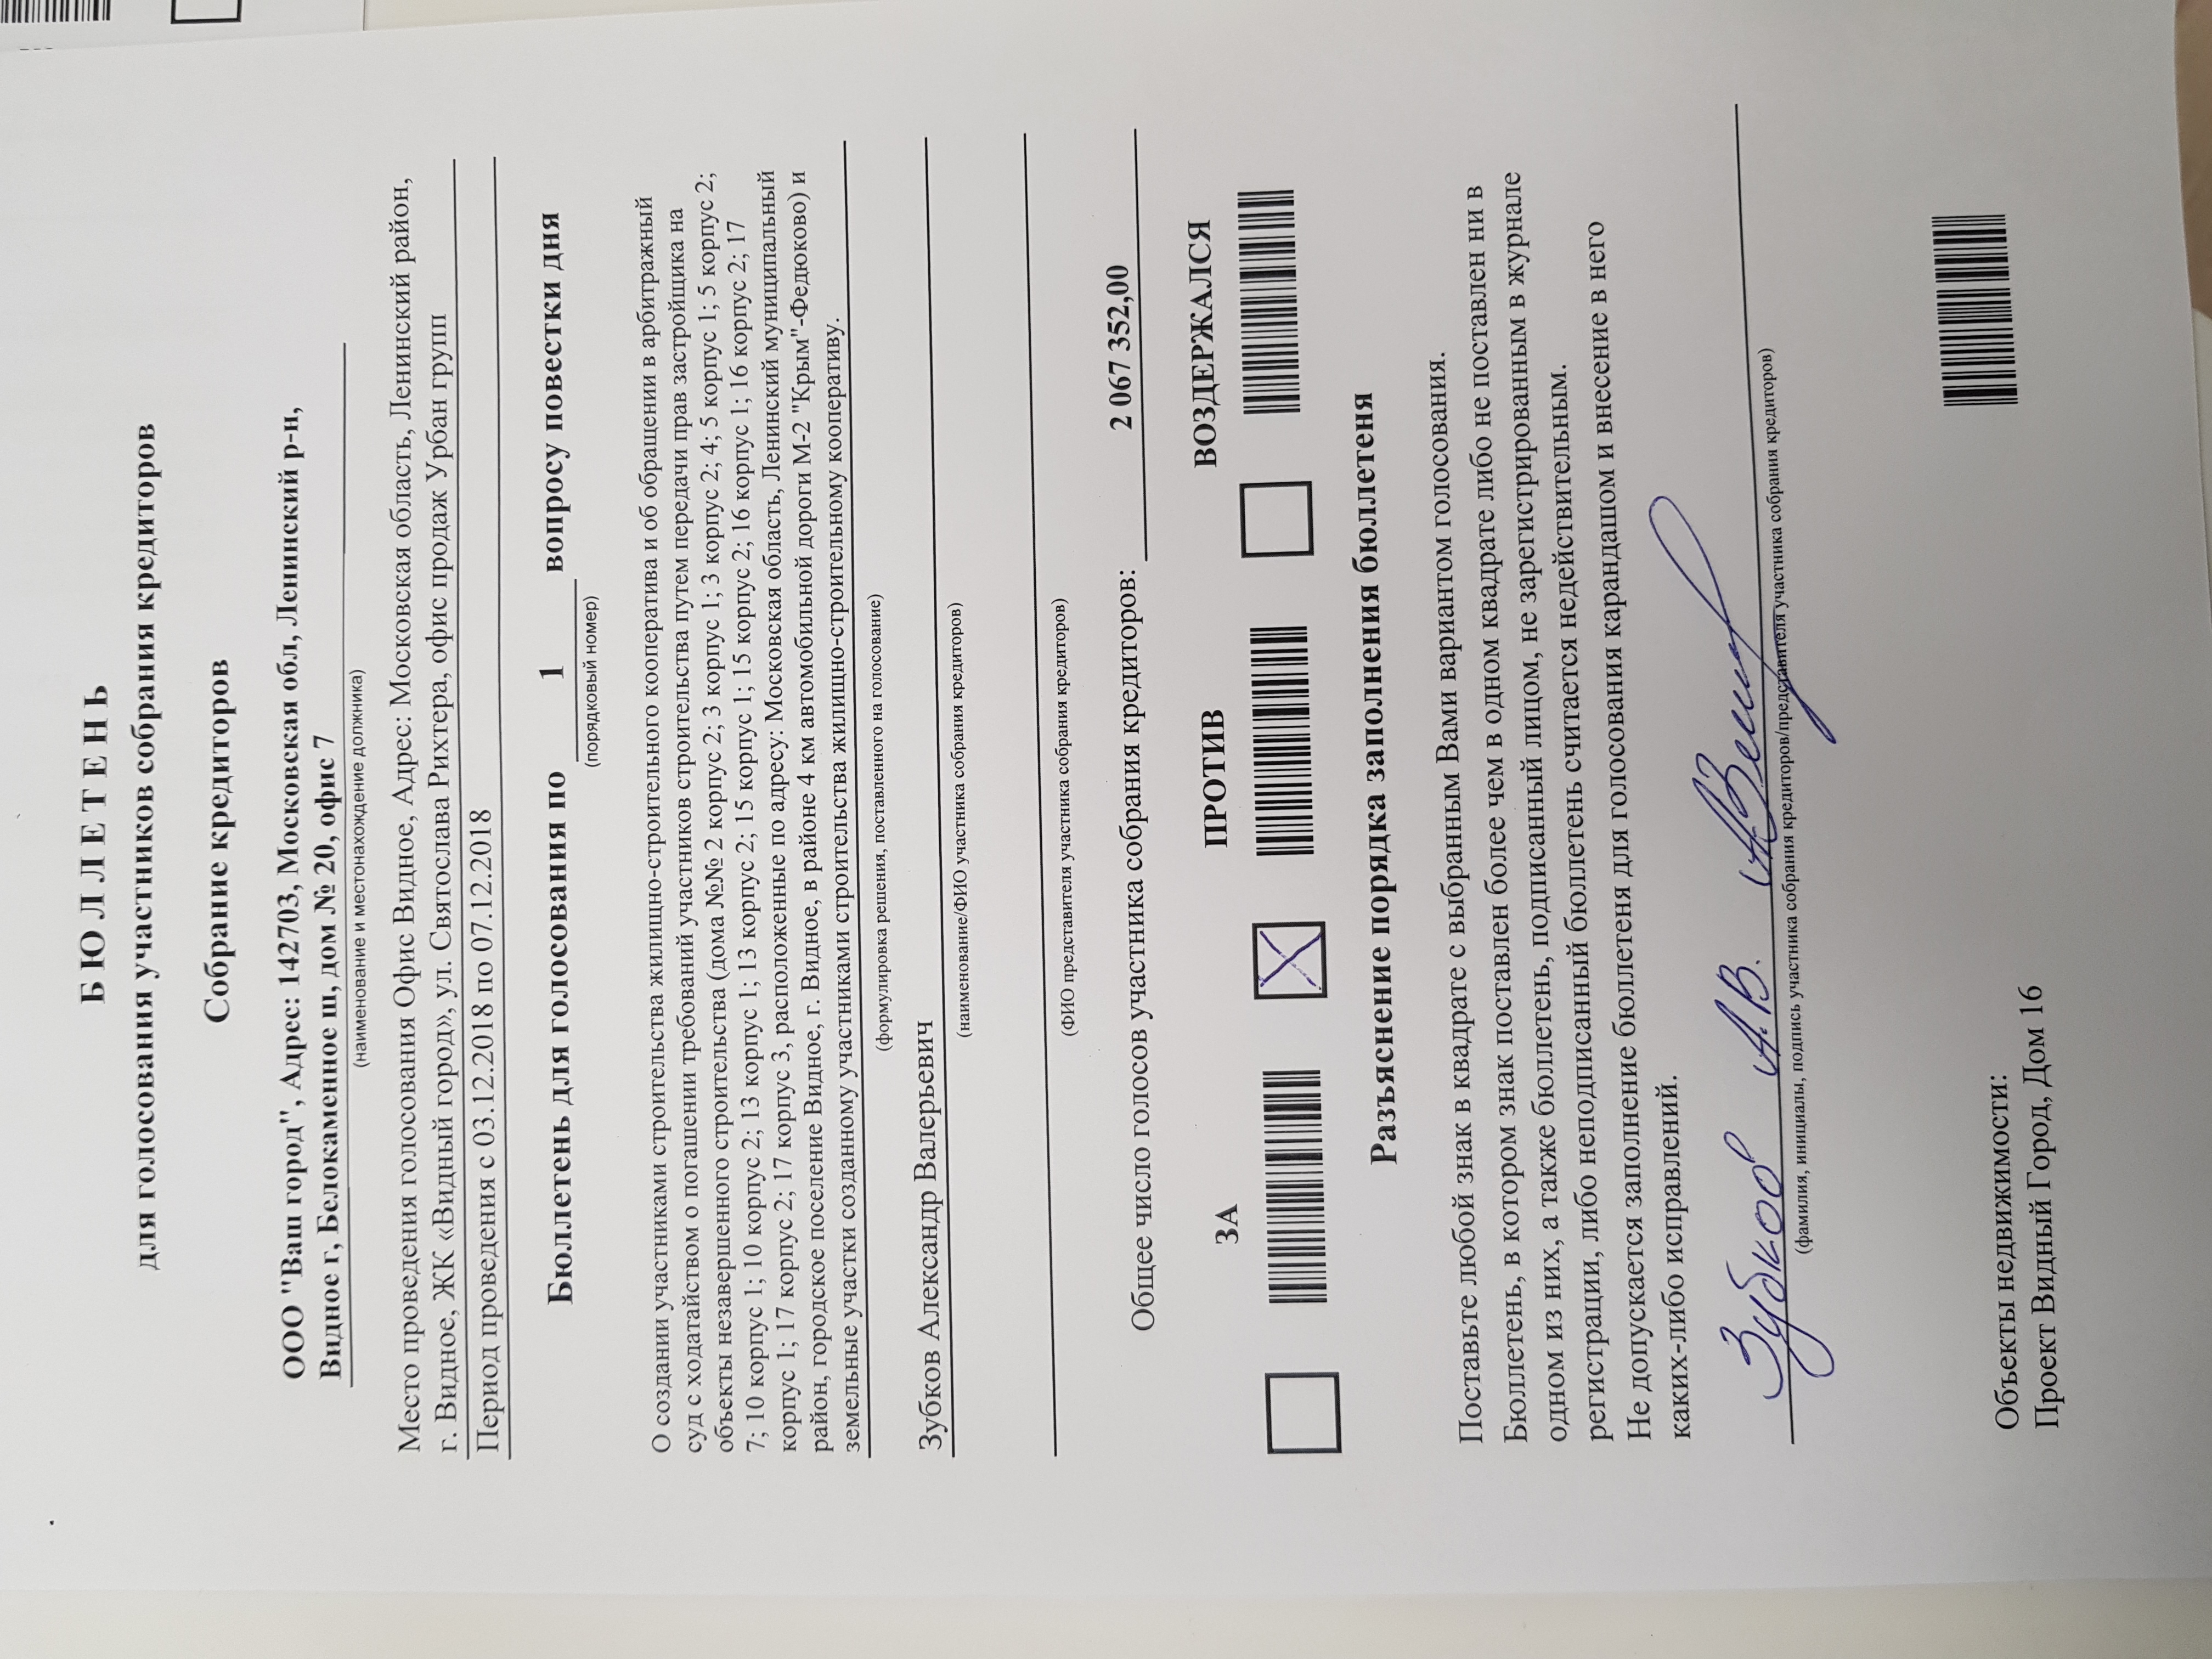 БЮЛЛЕТЕНЬ
для голосования участников собрания кредиторов
Собрание кредиторов
ООО "Ваш город", Адрес: 142703, Московская обл, Ленинский р-н,
Видное г, Белокаменное ш, дом № 20, офис 7
(наименование и местонахождение должника)
Место проведения голосования Офис Видное, Адрес: Московская область, Ленинский район,
г. Видное, ЖК «Видный город», ул. Святослава Рихтера, офис продаж Урбан групп
Период проведения с 03.12.2018 по 07.12.2018
Бюллетень для голосования по 1 вопросу повестки дня
(порядковый номер)
О создании участниками строительства жилищно-строительного кооператива и об обращении в арбитражный
суд с ходатайством о погашении требований участников строительства путем передачи прав застройщика на
объекты незавершенного строительства (дома №№ 2 корпус 2; 3 корпус 1; 3 корпус 2; 4; 5 корпус 1; 5 корпус 2;
7; 10 корпус 1; 10 корпус 2; 13 корпус 1; 13 корпус 2; 15 корпус 1; 15 корпус 2; 16 корпус 1; 16 корпус 2; 17
корпус 1; 17 корпус 2; 17 корпус 3, расположенные по адресу: Московская область, Ленинский муниципальный
район, городское поселение Видное, г. Видное, в районе 4 км автомобильной дороги М-2 "Крым"-Федюково) и
земельные участки созданному участниками строительства жилищно-строительному кооперативу.
(формулировка решения, поставленного на голосование)
Зубков Александр Валерьевич
(наименование/ФИО участника собрания кредиторов)
(ФИО представителя участника собрания кредиторов)
Общее число голосов участника собрания кредиторов: 2 067 352,00
ЗА ПРОТИВ ВОЗДЕРЖАЛСЯ
Разъяснение порядка заполнения бюллетеня
Поставьте любой знак в квадрате с выбранным Вами вариантом голосования.
Бюллетень, в котором знак поставлен более чем в одном квадрате либо не поставлен ни в
одном из них, а также бюллетень, подписанный лицом, не зарегистрированным в журнале
регистрации, либо неподписанный бюллетень считается недействительным.
Не допускается заполнение бюллетеня для голосования карандашом и внесение в него
каких-либо исправлений.
Зубков А.В.
(фамилия, инициалы, подпись участника собрания кредиторов/представителя участника собрания кредиторов)
Объекты недвижимости:
Проект Видный Город, Дом 16